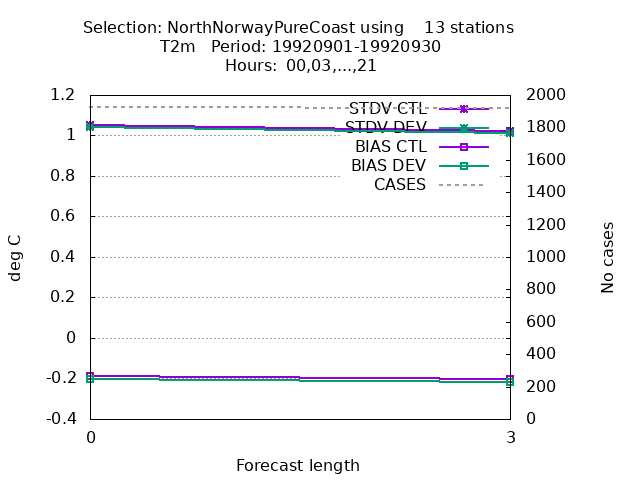 Selection: NorthNorwayPureCoast using    13 stations
T2m   Period: 19920901-19920930
Hours: 00,03,...,21
1.2
1
0.8
0.6
0.4
0.2
0
-0.2
-0.4
deg C
STDV CTL
STDV DEV
BIAS CTL
BIAS DEV
CASES
2000
1800
1600
1400
1200
1000
800
600
400
200
0
No cases
0
3
Forecast length